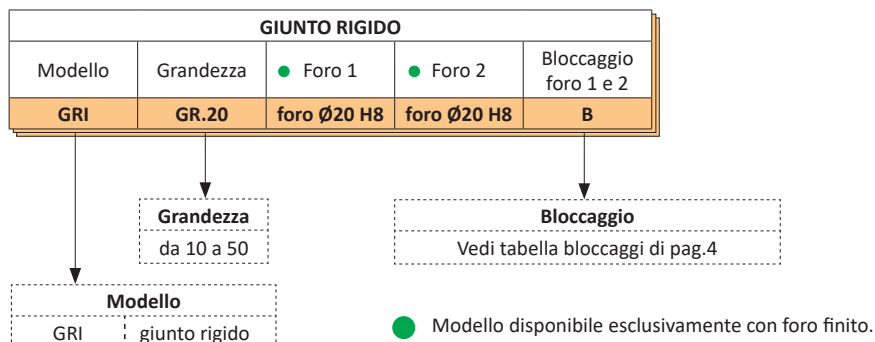 GIUNTO RIGIDO
Modello Grandezza Foro 1 Foro 2 Bloccaggio foro 1 e 2
GRI GR.20 foro Ø20 H8 foro Ø20 H8 B
Grandezza
da 10 a 50
Bloccaggio
Vedi tabella bloccaggi di pag.4
Modello
GRI giunto rigido
Modello disponibile esclusivamente con foro finito.